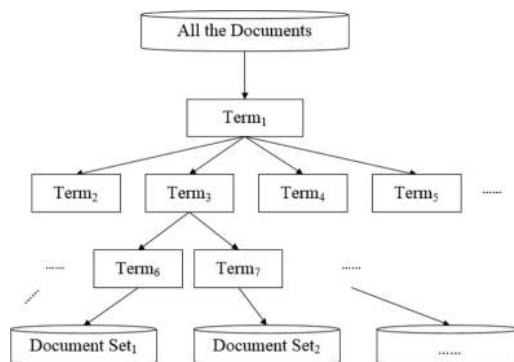 All the Documents
Term₁
Term₂ Term₃ Term₄ Term₅ ......
...... Term₆ Term₇ ......
......
Document Set₁ Document Set₂ ......